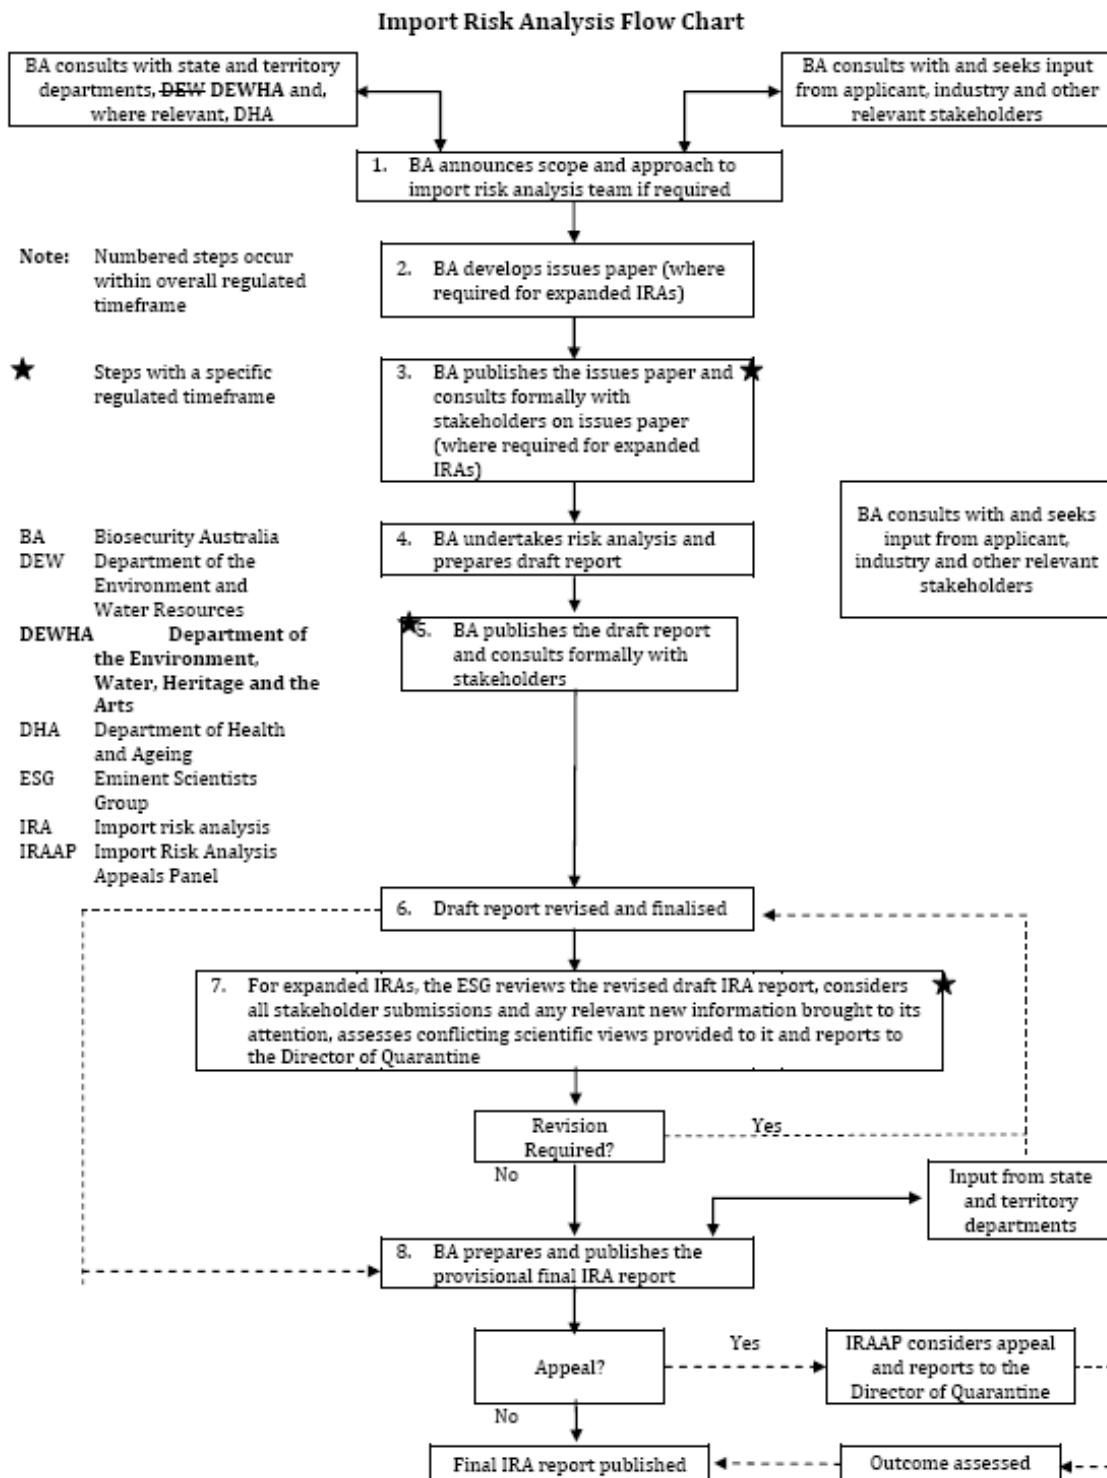 Import Risk Analysis Flow Chart
BA consults with state and territory
departments, DEW DEWHA and,
where relevant, DHA
BA consults with and seeks input
from applicant, industry and other
relevant stakeholders
1. BA announces scope and approach to
import risk analysis team if required
Note: Numbered steps occur
within overall regulated
timeframe
2. BA develops issues paper (where
required for expanded IRAs)
★ Steps with a specific
regulated timeframe
3. BA publishes the issues paper and
consults formally with
stakeholders on issues paper
(where required for expanded
IRAs)
BA consults with and seeks
input from applicant,
industry and other relevant
stakeholders
4. BA undertakes risk analysis and
prepares draft report
5. BA publishes the draft report
and consults formally with
stakeholders
BA Biosecurity Australia
DEW Department of the
Environment and
Water Resources
DEWHA Department of
the Environment,
Water, Heritage and the
Arts
DHA Department of Health
and Ageing
ESG Eminent Scientists
Group
IRA Import risk analysis
IRAAP Import Risk Analysis
Appeals Panel
6. Draft report revised and finalised
7. For expanded IRAs, the ESG reviews the revised draft IRA report, considers
all stakeholder submissions and any relevant new information brought to its
attention, assesses conflicting scientific views provided to it and reports to
the Director of Quarantine
Revision
Required?
Yes
No
Input from state
and territory
departments
8. BA prepares and publishes the
provisional final IRA report
Appeal?
Yes
IRAAP considers appeal
and reports to the
Director of Quarantine
No
Final IRA report published
Outcome assessed